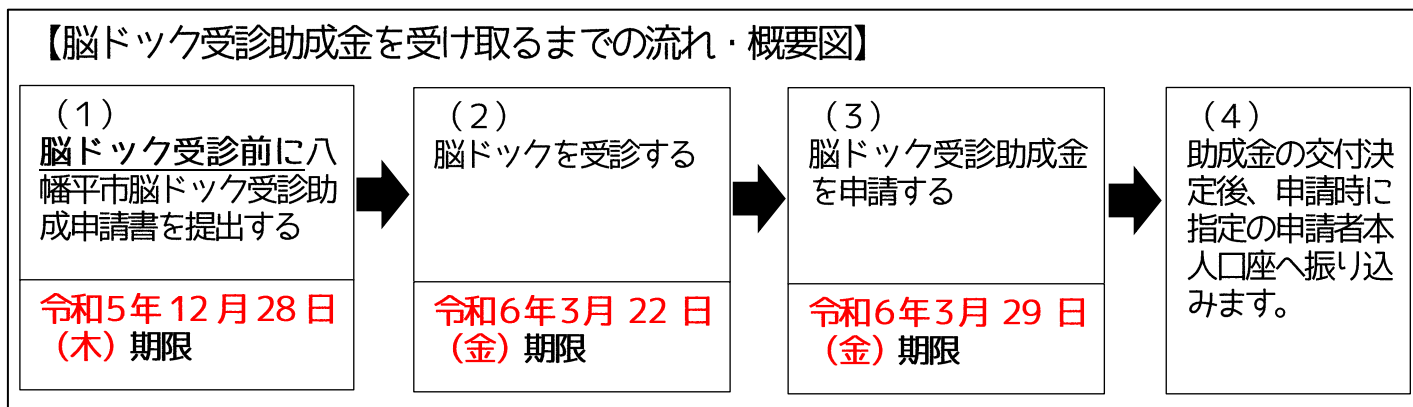 【脳ドック受診助成金を受け取るまでの流れ・概要図】
（１）
脳ドック受診前に八
幡平市脳ドック受診助
成申請書を提出する
令和５年 12 月 28 日
（木）期限
（２）
脳ドックを受診する
令和６年３月 22 日
（金）期限
（３）
脳ドック受診助成金
を申請する
令和６年３月 29 日
（金）期限
（４）
助成金の交付決
定後、申請時に
指定の申請者本
人口座へ振り込
みます。